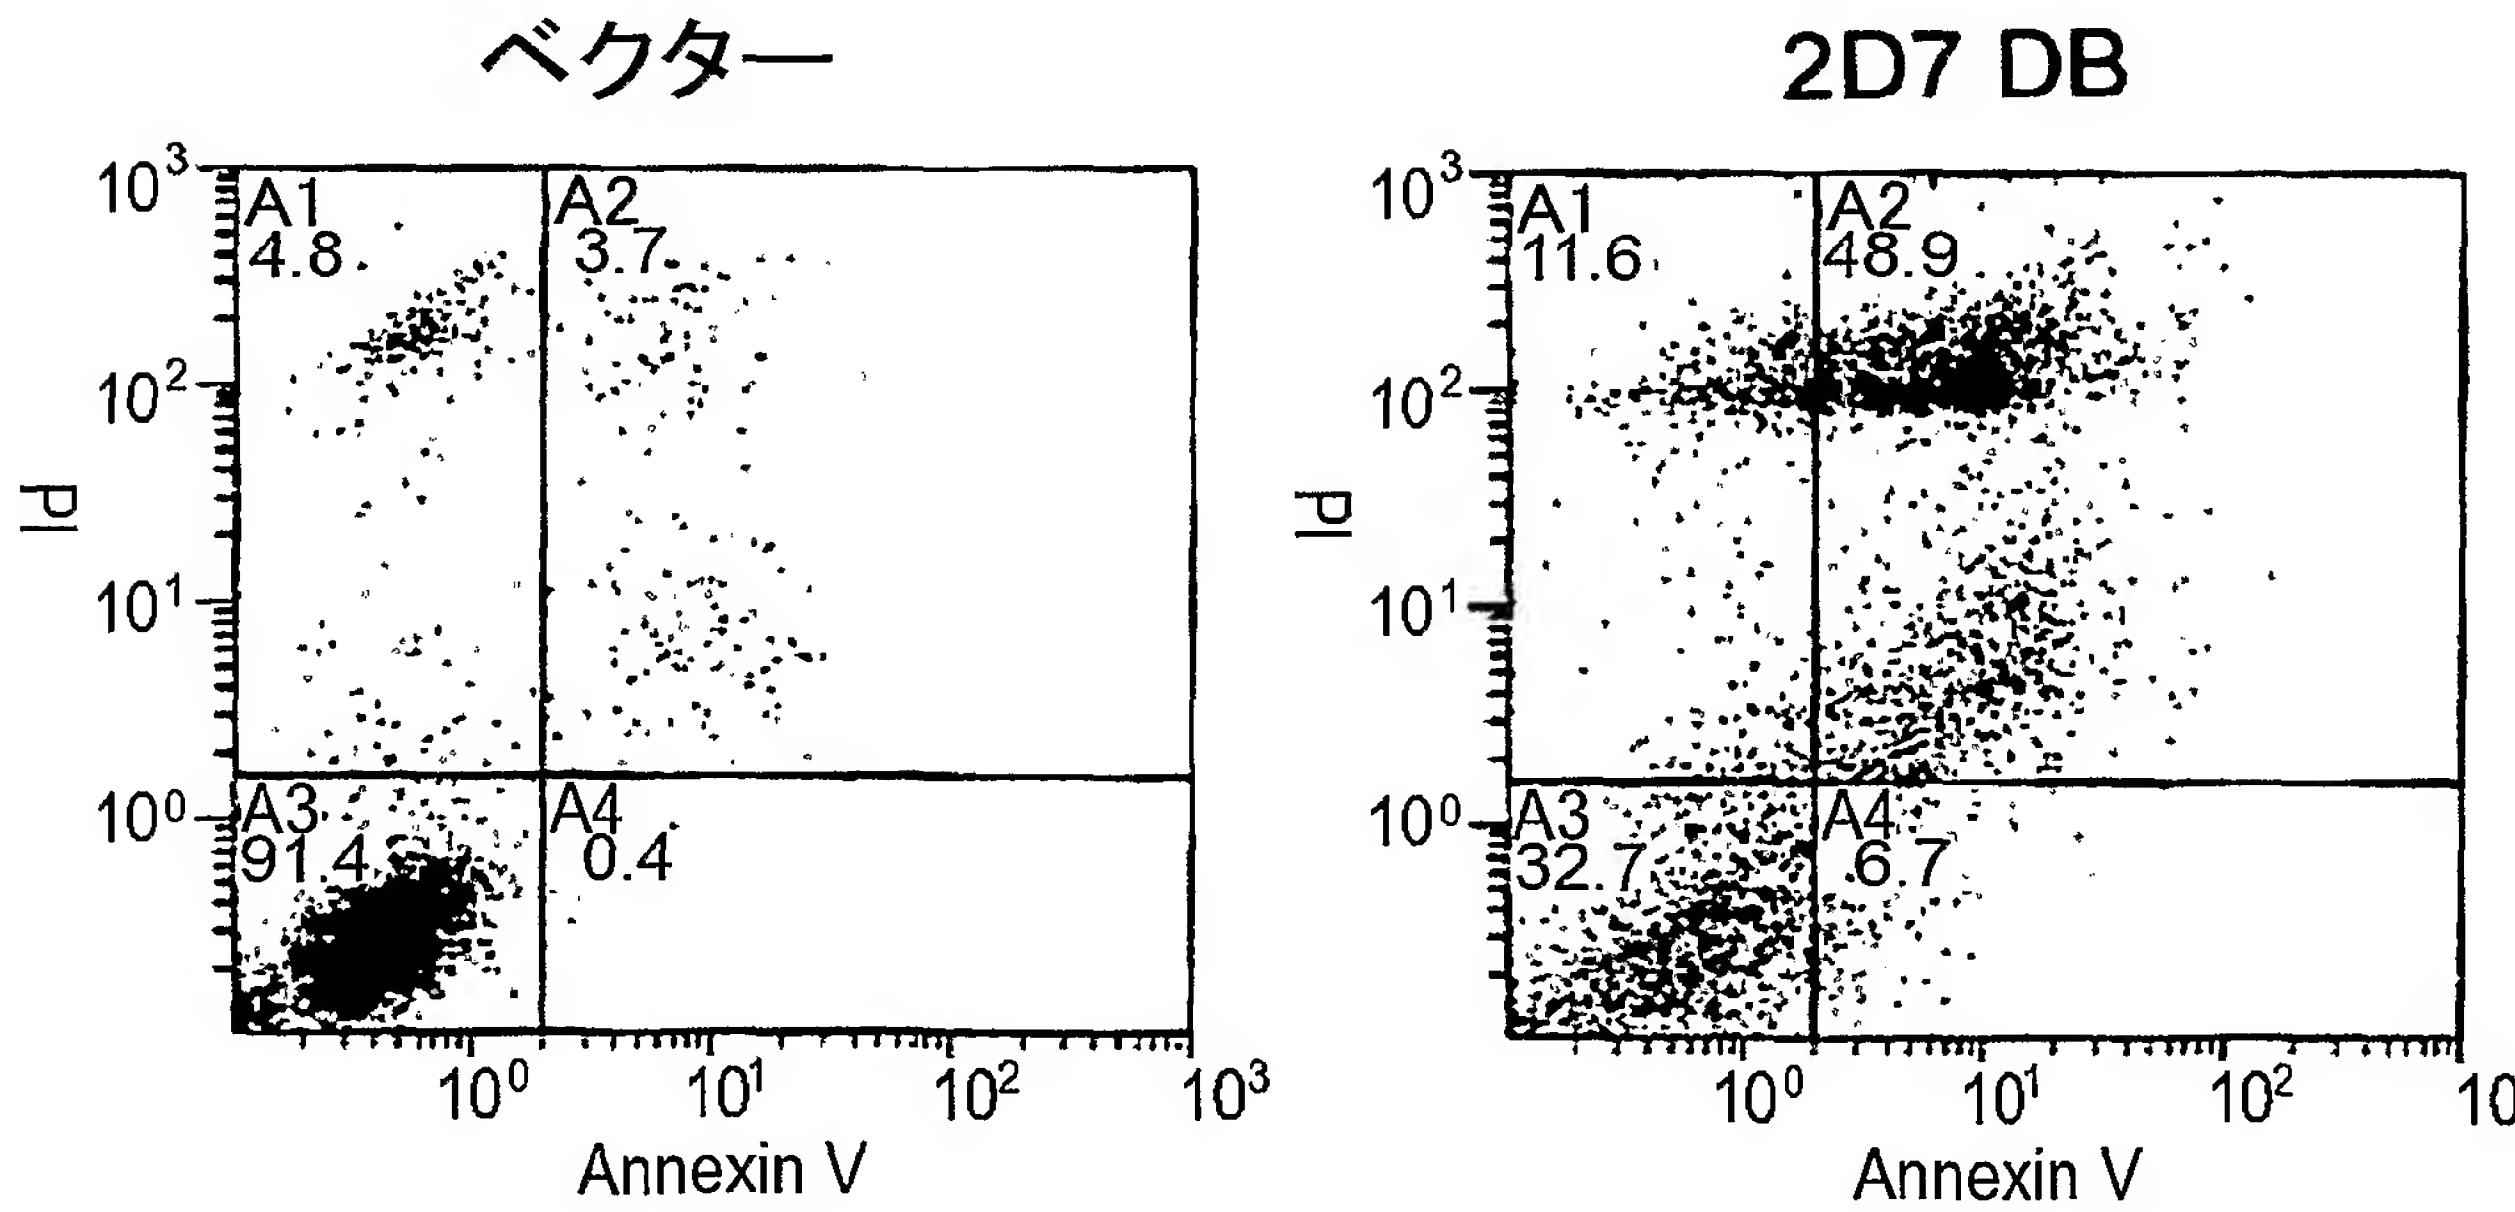 ベクター
10³
A1
4.8
A2
3.7
10²
PI
10¹
10⁰
A3
91.4
A4
0.4
10⁰ 10¹ 10² 10³
Annexin V
2D7 DB
10³
A1
11.6
A2
48.9
10²
PI
10¹
10⁰
A3
32.7
A4
6.7
10⁰ 10¹ 10² 10
Annexin V